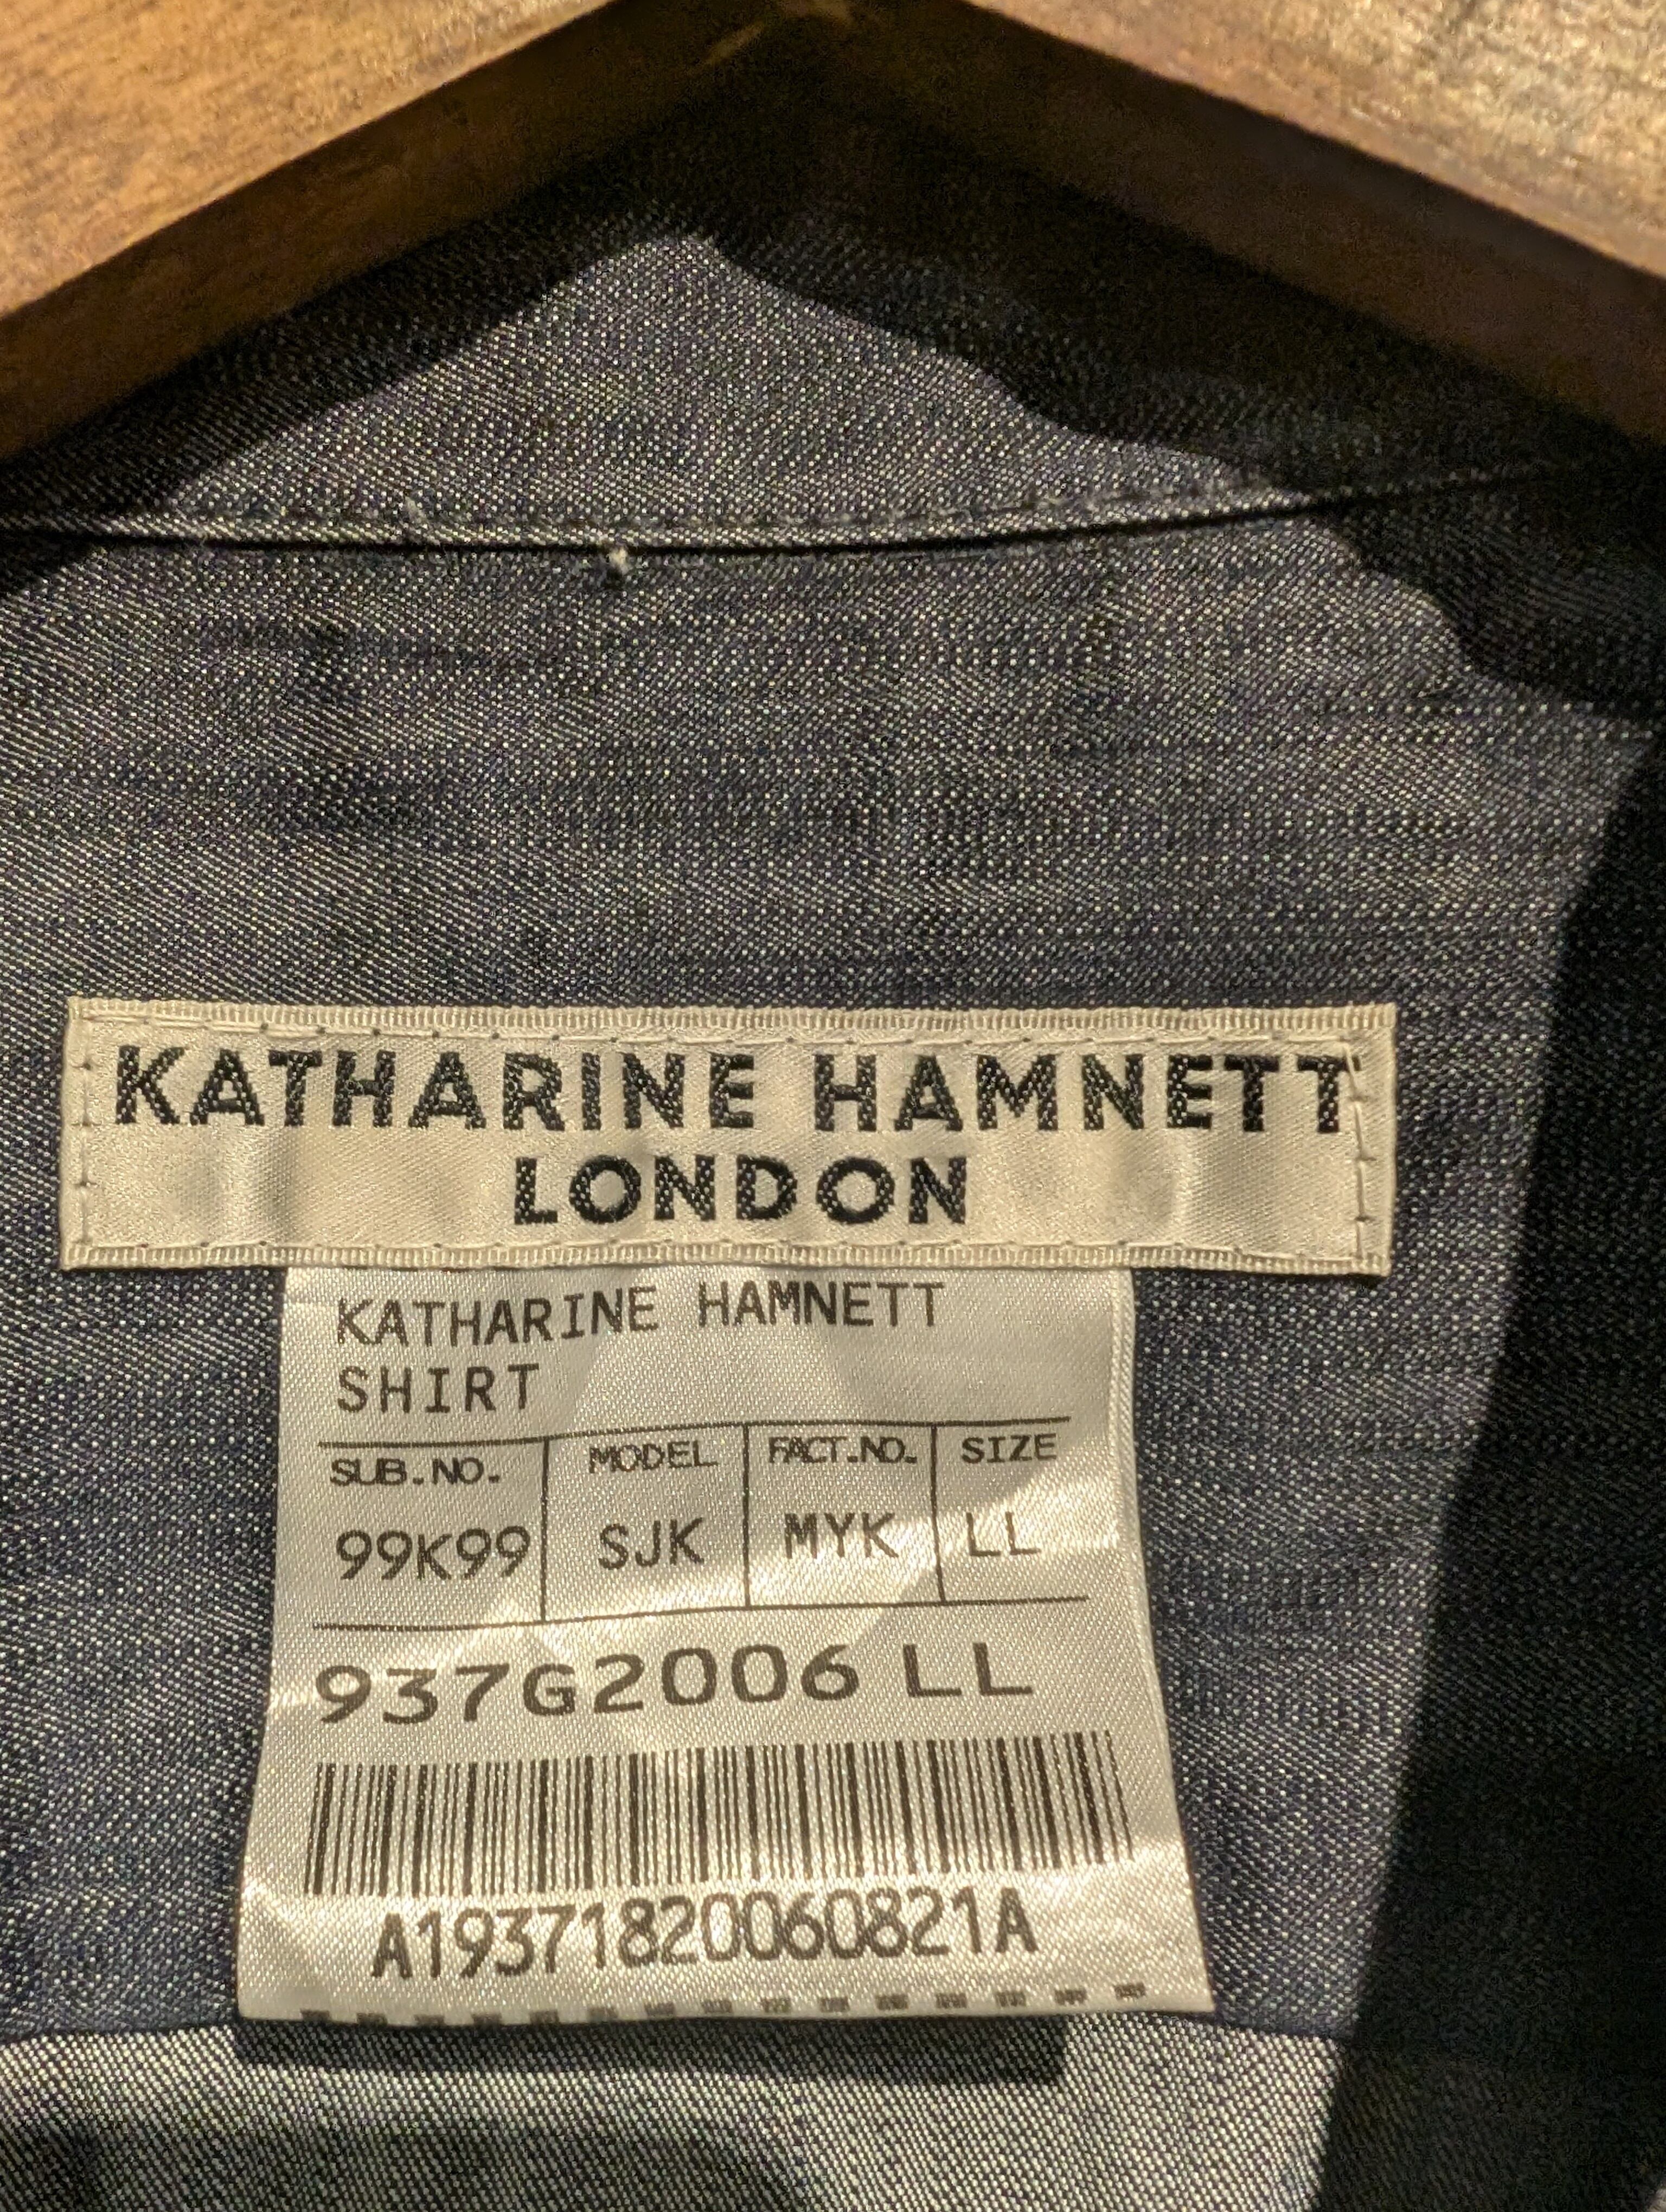 KATHARINE HAMNETT
LONDON
KATHARINE HAMNETT
SHIRT
SUB.NO. MODEL FACT.NO. SIZE
99K99 SJK MYK LL
937G2006 LL
A19371820060821A